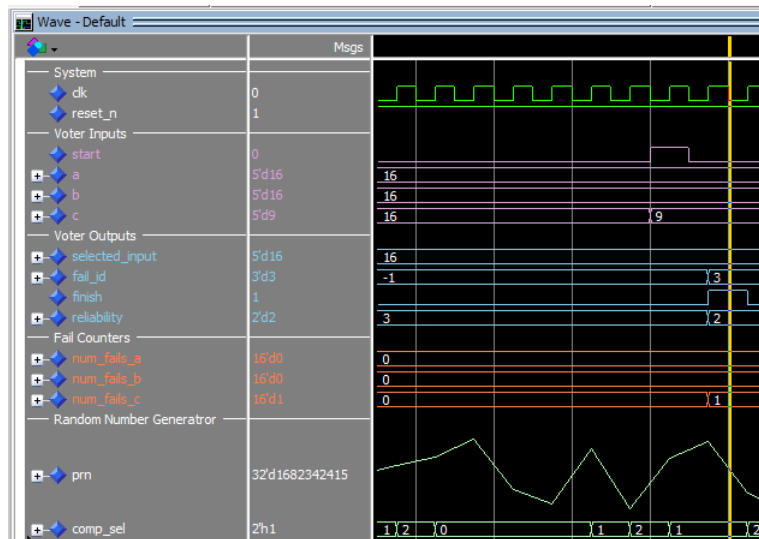 Wave - Default
Msgs
System
clk 0
reset_n 1
Voter Inputs
start 0
a 5'd16 16
b 5'd16 16
c 5'd9 16 9
Voter Outputs
selected_input 5'd16 16
fail_id 3'd3 -1 3
finish 1
reliability 2'd2 3 2
Fail Counters
num_fails_a 16'd0 0
num_fails_b 16'd0 0
num_fails_c 16'd1 0 1
Random Number Generatror
prn 32'd1682342415
comp_sel 2'h1 1 2 0 1 2 1 2